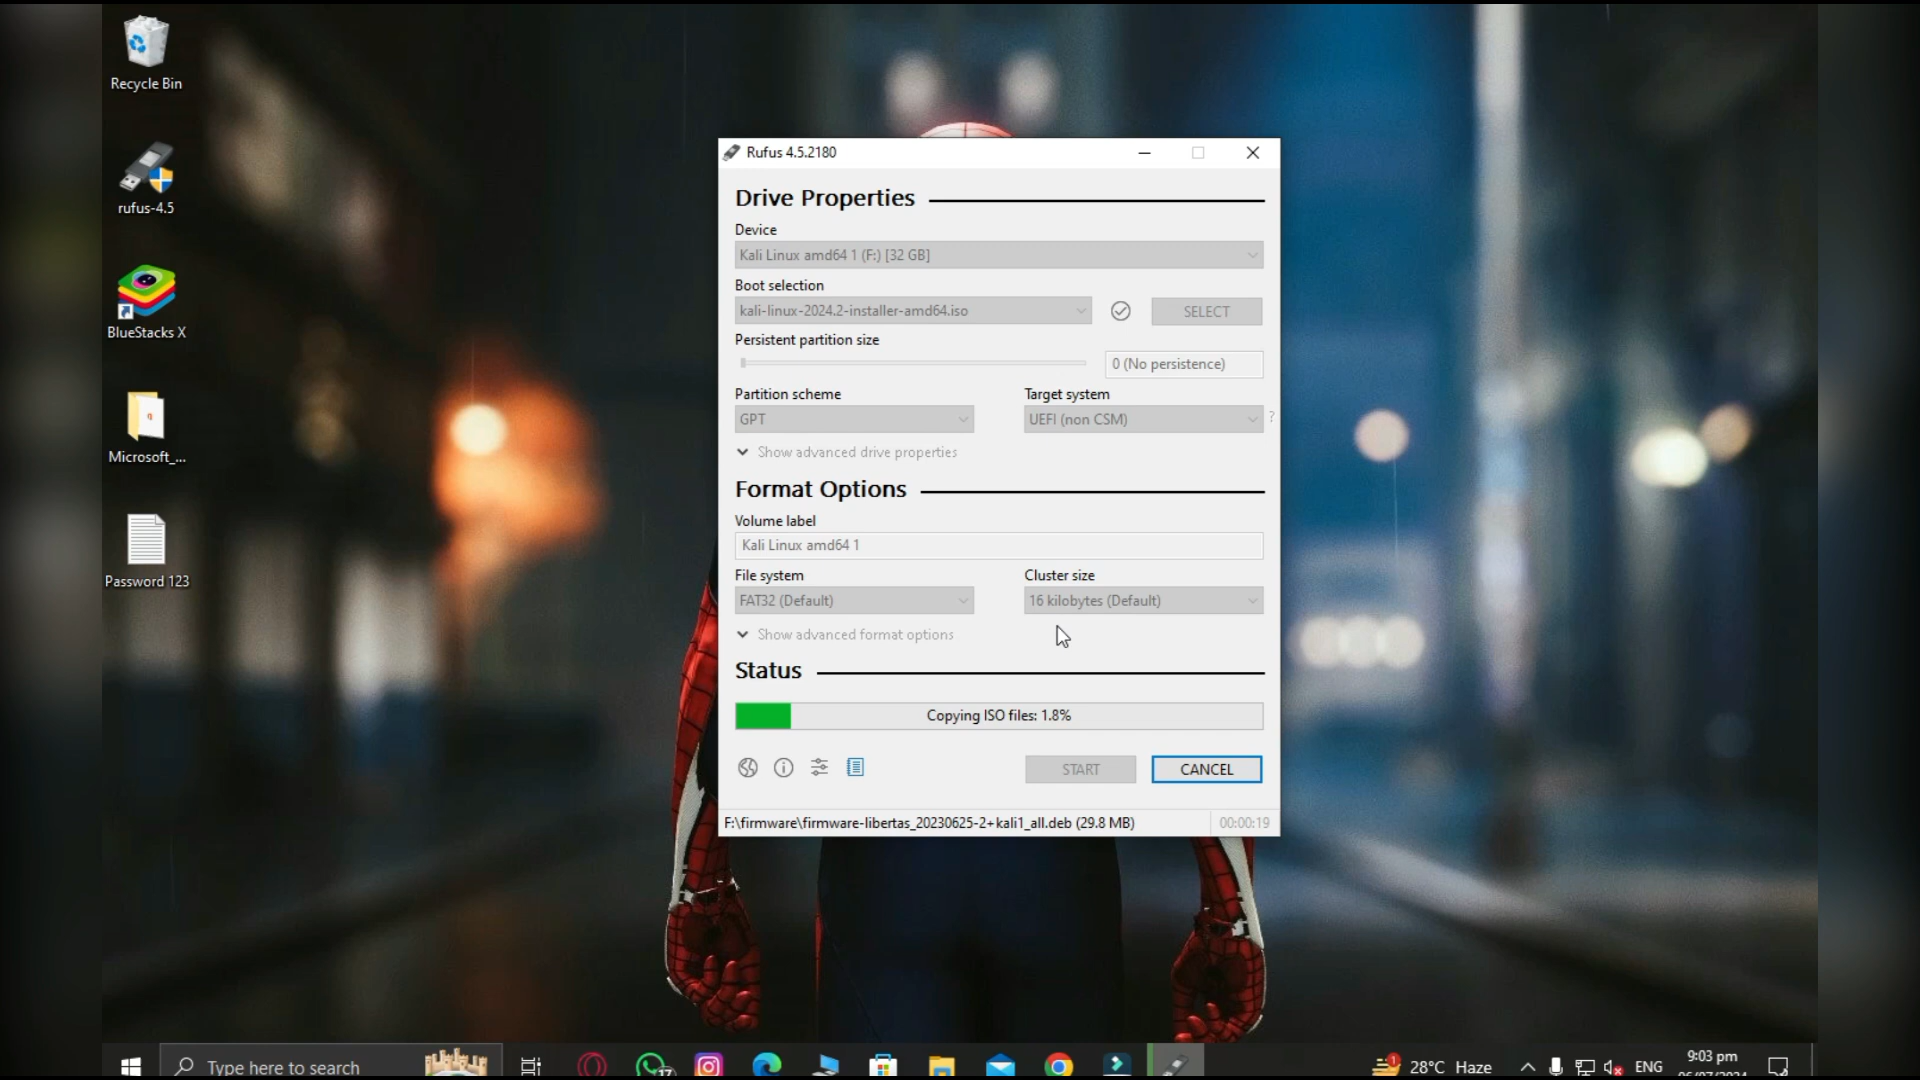 Recycle Bin
rufus-4.5
BlueStacks X
Microsoft_...
Password 123
Rufus 4.5.2180
Drive Properties
Device
Kali Linux amd64 1 (F:) [32 GB]
Boot selection
kali-linux-2024.2-installer-amd64.iso
SELECT
Persistent partition size
0 (No persistence)
Partition scheme
Target system
GPT
UEFI (non CSM)
?
Show advanced drive properties
Format Options
Volume label
Kali Linux amd64 1
File system
Cluster size
FAT32 (Default)
16 kilobytes (Default)
Show advanced format options
Status
Copying ISO files: 1.8%
START
CANCEL
F:\firmware\firmware-libertas_20230625-2+kali1_all.deb (29.8 MB)
00:00:19
Type here to search
17
1
28°C Haze
ENG
9:03 pm
06/07/2024